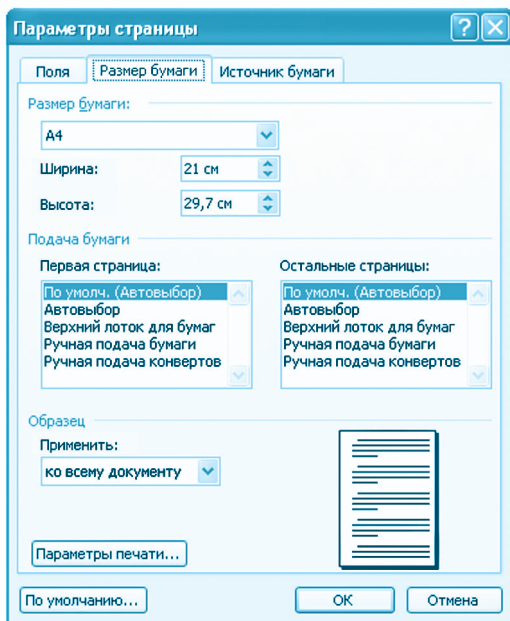 Параметры страницы
Поля Размер бумаги Источник бумаги
Размер бумаги:
A4
Ширина: 21 см
Высота: 29,7 см
Подача бумаги
Первая страница: Остальные страницы:
По умолч. (Автовыбор) По умолч. (Автовыбор)
Автовыбор Автовыбор
Верхний лоток для бумаг Верхний лоток для бумаг
Ручная подача бумаги Ручная подача бумаги
Ручная подача конвертов Ручная подача конвертов
Образец
Применить:
ко всему документу
Параметры печати...
По умолчанию... ОК Отмена